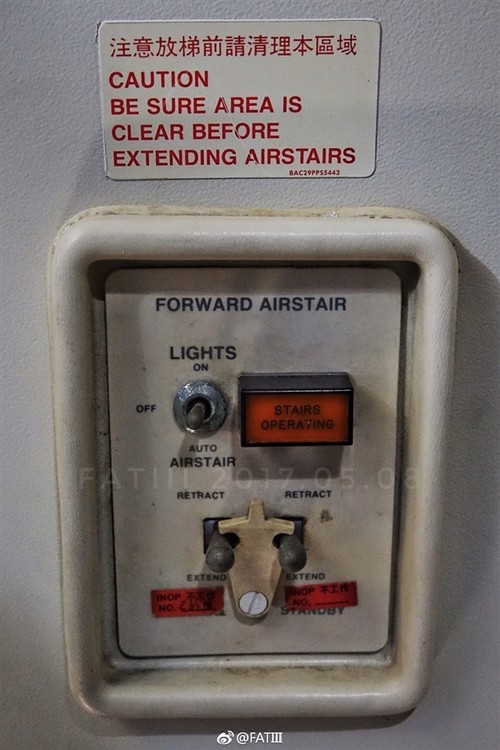 注意放梯前請清理本區域
CAUTION
BE SURE AREA IS
CLEAR BEFORE
EXTENDING AIRSTAIRS
BAC29PPS5443
FORWARD AIRSTAIR
LIGHTS
ON
OFF
STAIRS
OPERATING
AUTO
AIRSTAIR
FATIII 2017.05.08
RETRACT RETRACT
EXTEND EXTEND
INOP 不工作 INOP 不工作
NO. NO.
STANDBY
@FATIII